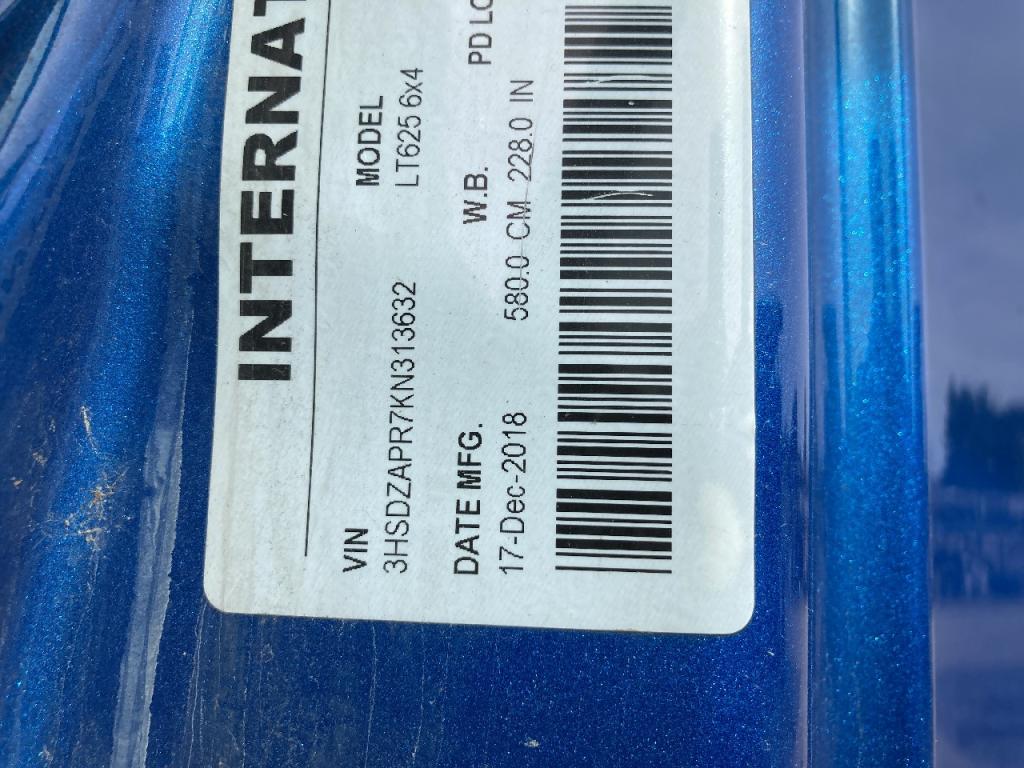 INTERNAT
VIN
MODEL
3HSDZAPR7KN313632
LT625 6x4
DATE MFG.
W.B.
PD LO
17-Dec-2018
580.0 CM 228.0 IN